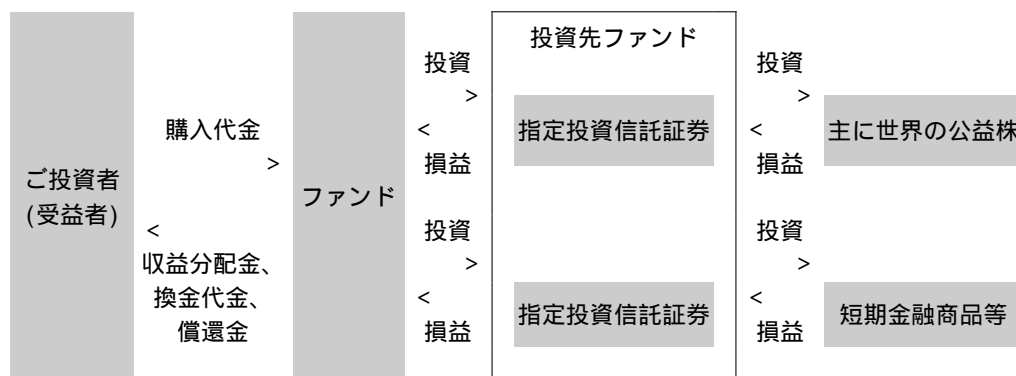 ご投資者
(受益者)
購入代金
>
<
収益分配金、
換金代金、
償還金
ファンド
投資
>
<
損益
投資
>
<
損益
投資先ファンド
指定投資信託証券
指定投資信託証券
投資
>
<
損益
投資
>
<
損益
主に世界の公益株
短期金融商品等